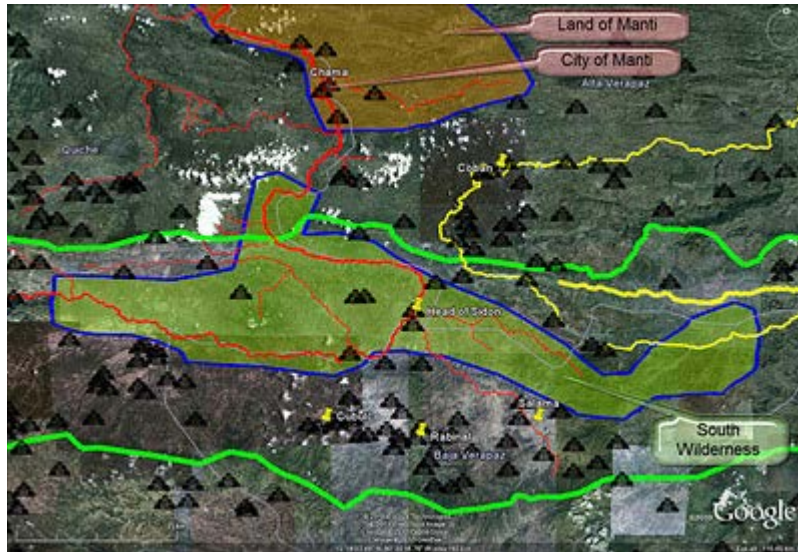 Land of Manti
City of Manti
Chama
Alta Verapaz
Quiche
Coban
Head of Sidon
Salama
Cubulco
Rabinal
Baja Verapaz
South
Wilderness
Google